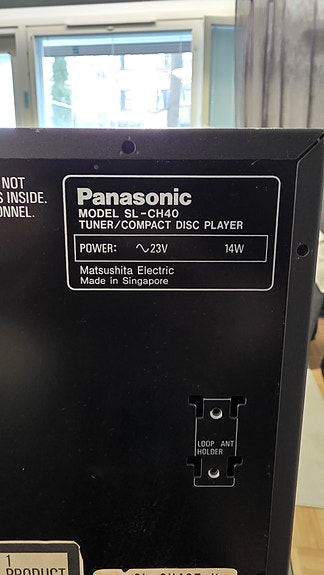 NOT
S INSIDE.
ONNEL.
Panasonic
MODEL SL-CH40
TUNER/COMPACT DISC PLAYER
POWER: ∿23V 14W
Matsushita Electric
Made in Singapore
LOOP ANT
HOLDER
1
PRODUCT